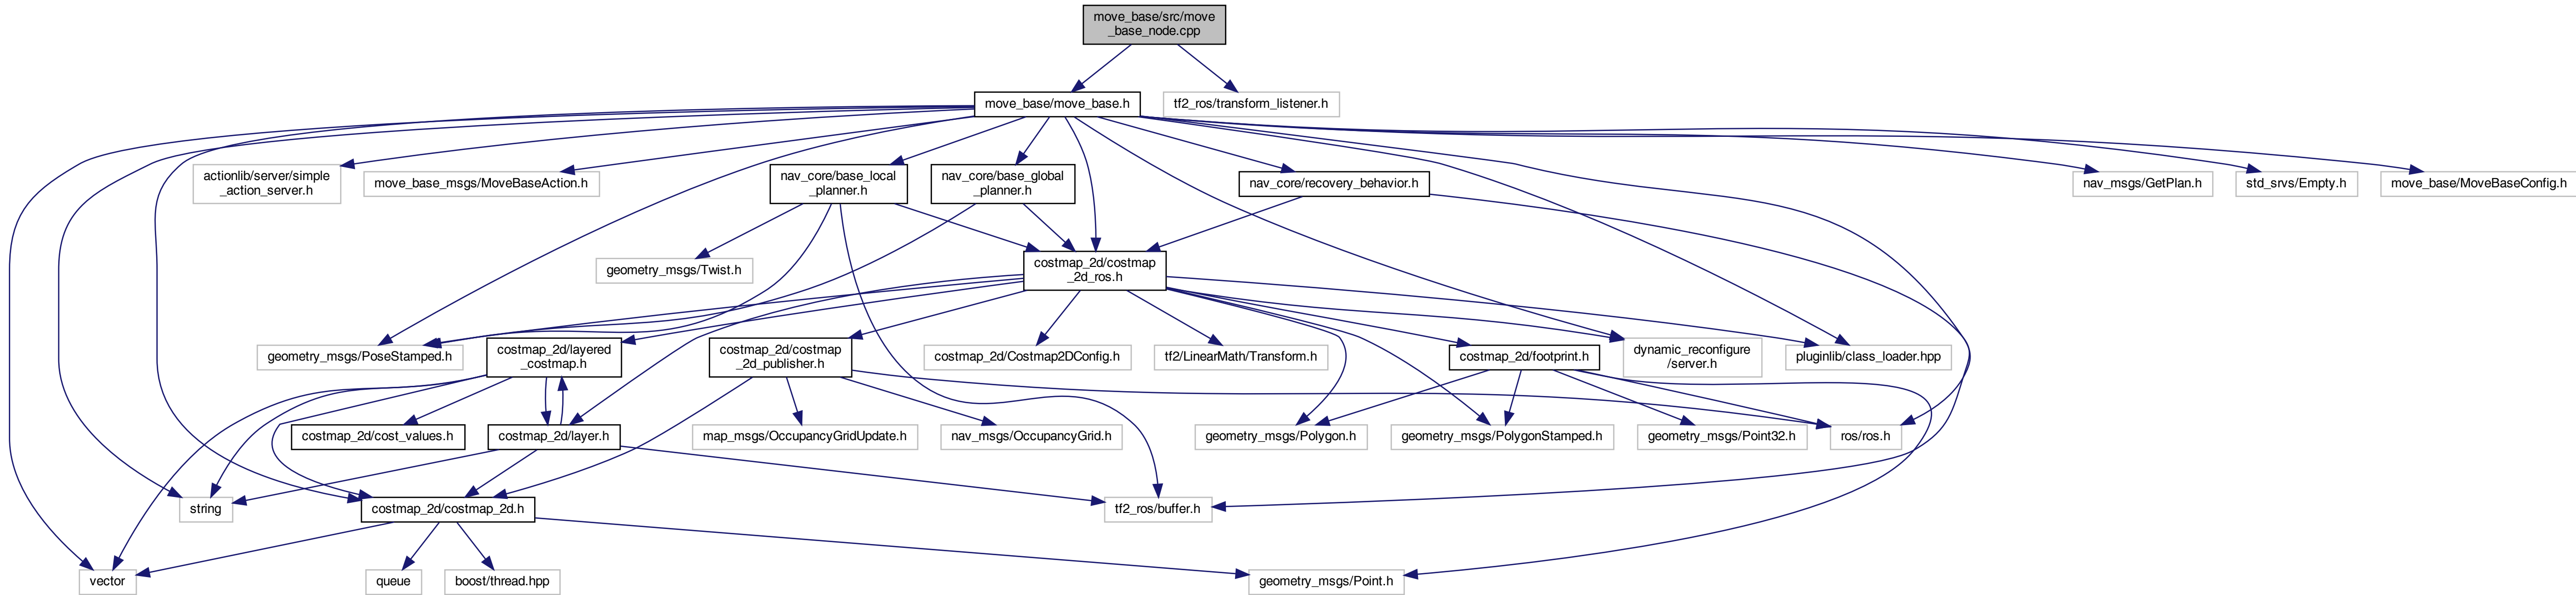 move_base/src/move
_base_node.cpp
move_base/move_base.h
tf2_ros/transform_listener.h
actionlib/server/simple
_action_server.h
move_base_msgs/MoveBaseAction.h
nav_core/base_local
_planner.h
nav_core/base_global
_planner.h
nav_core/recovery_behavior.h
nav_msgs/GetPlan.h
std_srvs/Empty.h
move_base/MoveBaseConfig.h
geometry_msgs/Twist.h
costmap_2d/costmap
_2d_ros.h
geometry_msgs/PoseStamped.h
costmap_2d/layered
_costmap.h
costmap_2d/costmap
_2d_publisher.h
costmap_2d/Costmap2DConfig.h
tf2/LinearMath/Transform.h
costmap_2d/footprint.h
dynamic_reconfigure
/server.h
pluginlib/class_loader.hpp
costmap_2d/cost_values.h
costmap_2d/layer.h
map_msgs/OccupancyGridUpdate.h
nav_msgs/OccupancyGrid.h
geometry_msgs/Polygon.h
geometry_msgs/PolygonStamped.h
geometry_msgs/Point32.h
ros/ros.h
string
costmap_2d/costmap_2d.h
tf2_ros/buffer.h
vector
queue
boost/thread.hpp
geometry_msgs/Point.h